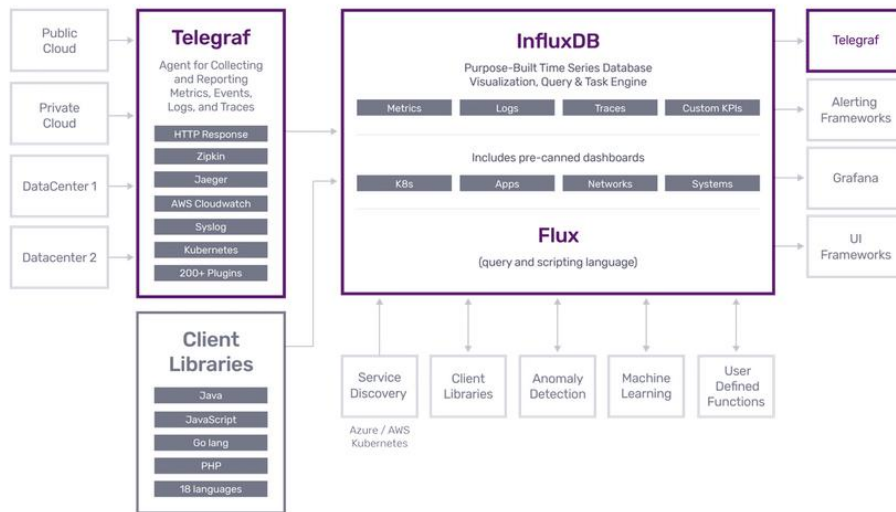 Public
Cloud
Private
Cloud
DataCenter 1
Datacenter 2
Telegraf
Agent for Collecting
and Reporting
Metrics, Events,
Logs, and Traces
HTTP Response
Zipkin
Jaeger
AWS Cloudwatch
Syslog
Kubernetes
200+ Plugins
Client
Libraries
Java
JavaScript
Go lang
PHP
18 languages
InfluxDB
Purpose-Built Time Series Database
Visualization, Query & Task Engine
Metrics
Logs
Traces
Custom KPIs
Includes pre-canned dashboards
K8s
Apps
Networks
Systems
Flux
(query and scripting language)
Service
Discovery
Azure / AWS
Kubernetes
Client
Libraries
Anomaly
Detection
Machine
Learning
User
Defined
Functions
Telegraf
Alerting
Frameworks
Grafana
UI
Frameworks